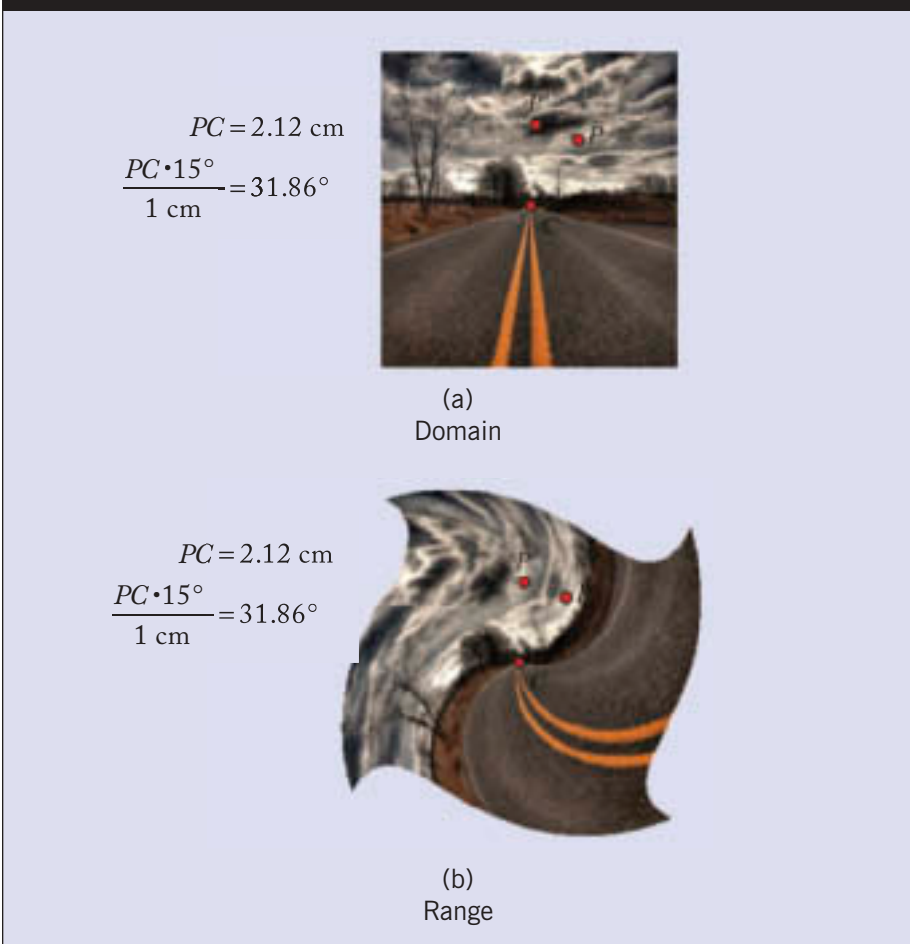 PC = 2.12 cm
PC·15°
1 cm
= 31.86°
P
(a)
Domain
PC = 2.12 cm
PC·15°
1 cm
= 31.86°
(b)
Range